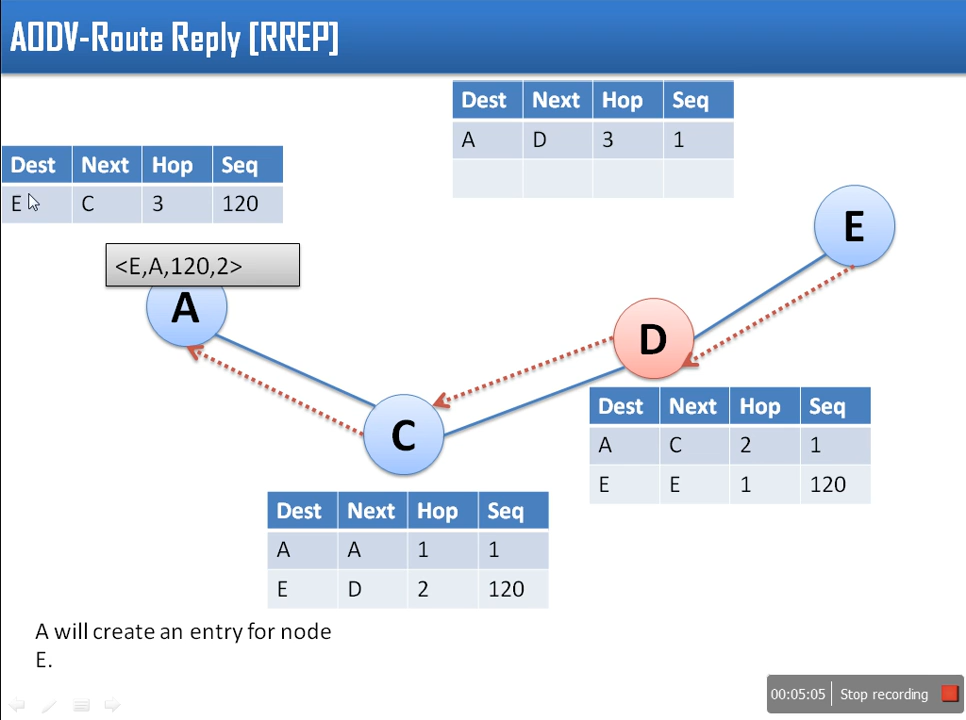 AODV-Route Reply [RREP]
Dest Next Hop Seq
A D 3 1
Dest Next Hop Seq
E C 3 120
E
<E,A,120,2>
A
D
Dest Next Hop Seq
A C 2 1
E E 1 120
C
Dest Next Hop Seq
A A 1 1
E D 2 120
A will create an entry for node
E.
00:05:05 Stop recording